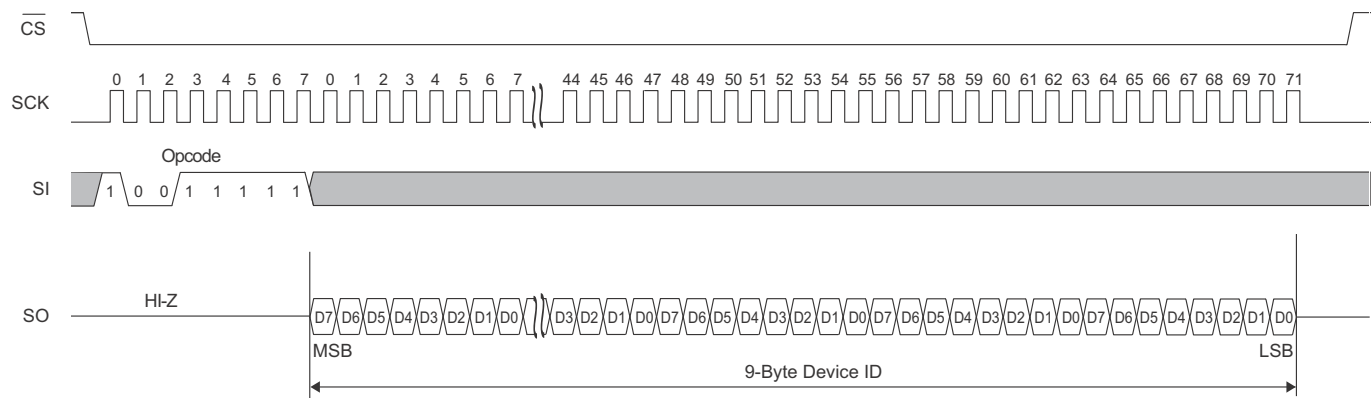 CS
0 1 2 3 4 5 6 7 0 1 2 3 4 5 6 7 44 45 46 47 48 49 50 51 52 53 54 55 56 57 58 59 60 61 62 63 64 65 66 67 68 69 70 71
SCK
Opcode
SI 1 0 0 1 1 1 1 1
HI-Z
SO D7 D6 D5 D4 D3 D2 D1 D0 D3 D2 D1 D0 D7 D6 D5 D4 D3 D2 D1 D0 D7 D6 D5 D4 D3 D2 D1 D0 D7 D6 D5 D4 D3 D2 D1 D0
MSB LSB
9-Byte Device ID